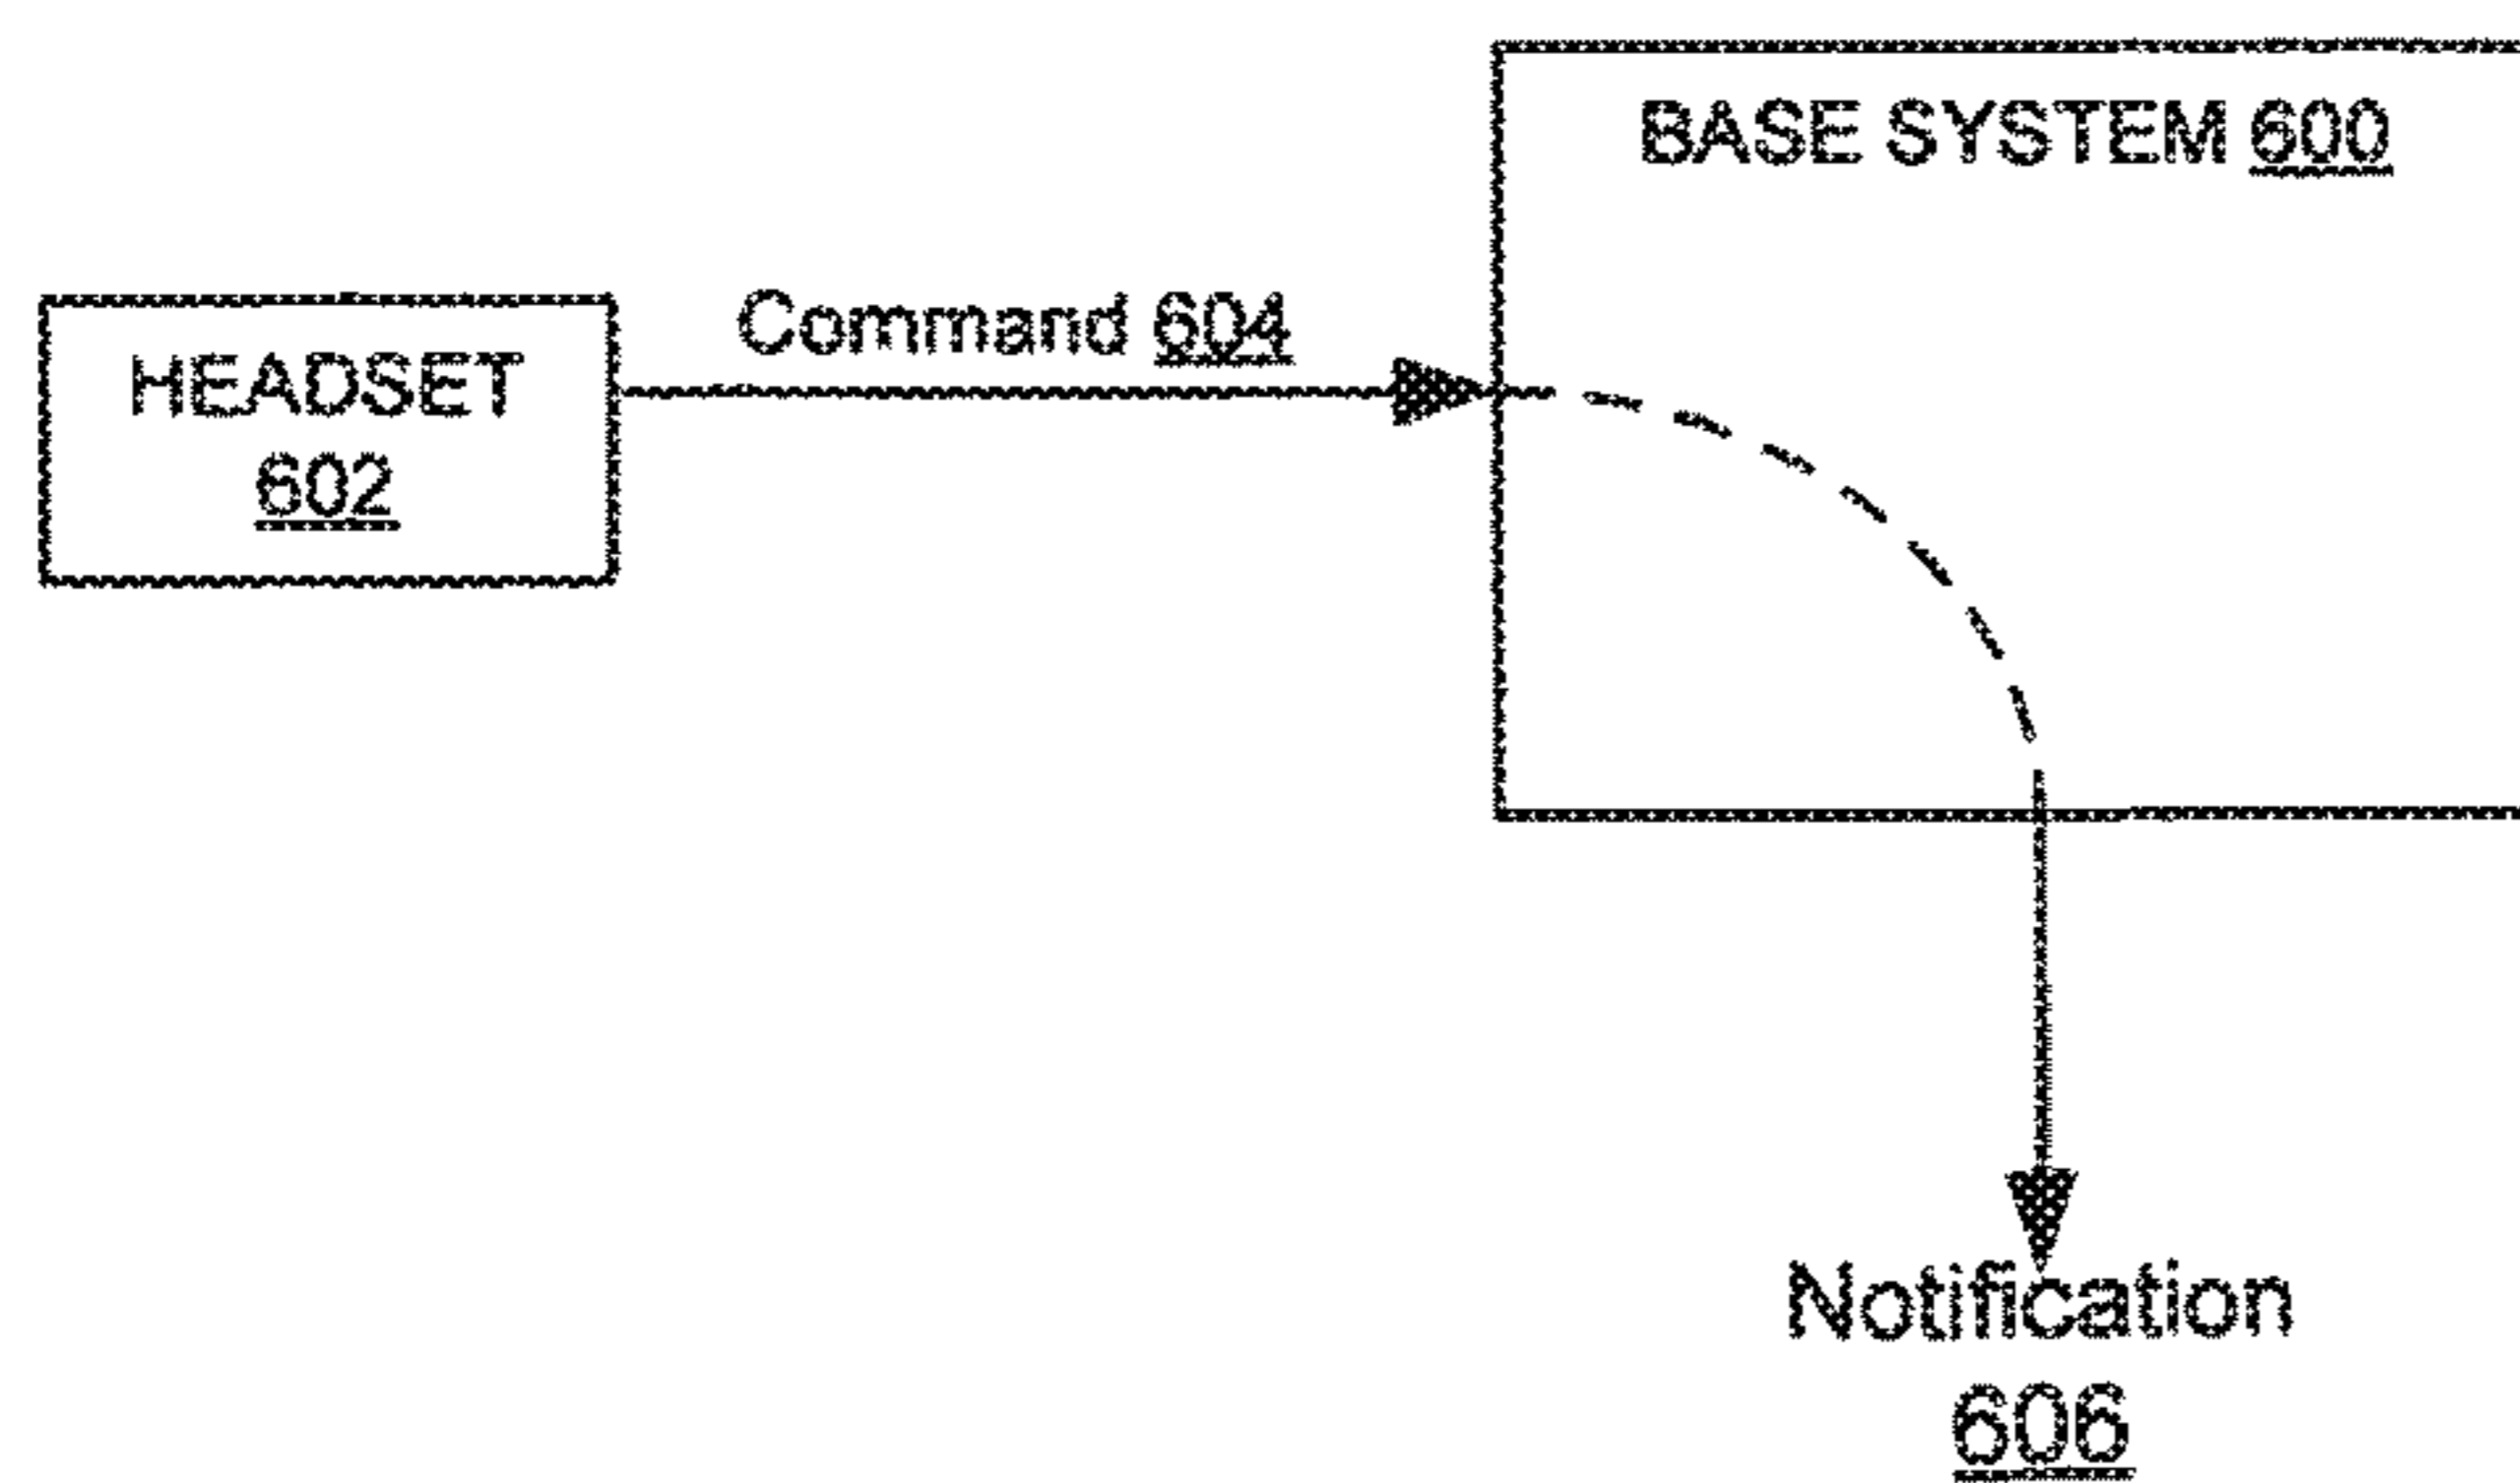 BASE SYSTEM 600
Command 604
HEADSET
602
Notification
606